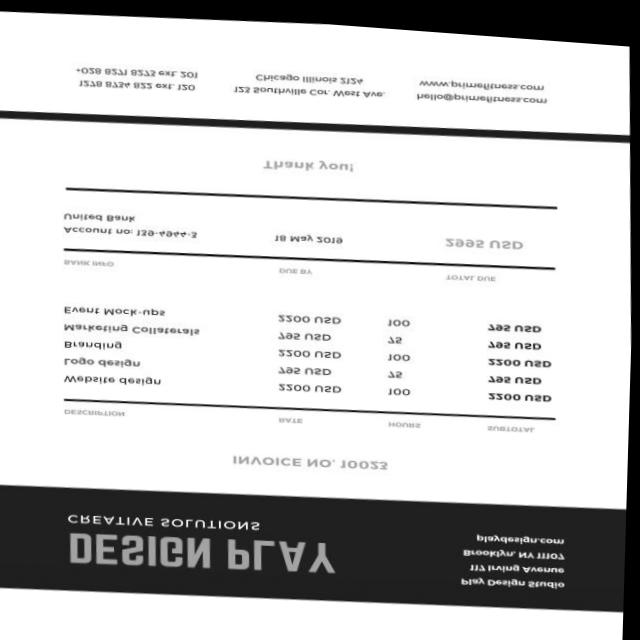 DESIGN PLAY
CREATIVE SOLUTIONS
Play Design Studio
117 Irving Avenue
Brooklyn, NY 11107
playdesign.com
INVOICE NO. 10023
DESCRIPTION RATE HOURS SUBTOTAL
Website design 2200 USD 100 2200 USD
Logo design 795 USD 75 795 USD
Branding 2200 USD 100 2200 USD
Marketing Collaterals 795 USD 75 795 USD
Event Mock-ups 2200 USD 100 795 USD
BANK INFO DUE BY TOTAL DUE
Account no: 139-4944-3 18 May 2019 2995 USD
United Bank
Thank you!
1278 8734 822 ext. 120 123 Southville Cor. West Ave. hello@primefitness.com
+028 8271 8273 ext. 201 Chicago Illinois 2124 www.primefitness.com